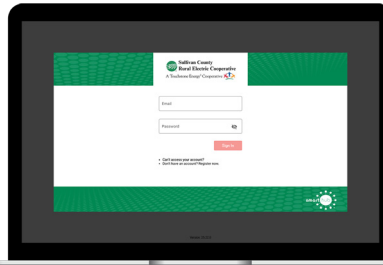 Sullivan County
Rural Electric Cooperative
A Touchstone Energy® Cooperative
Email
Password
Sign In
Can't access your account?
Don't have an account? Register now.
smart